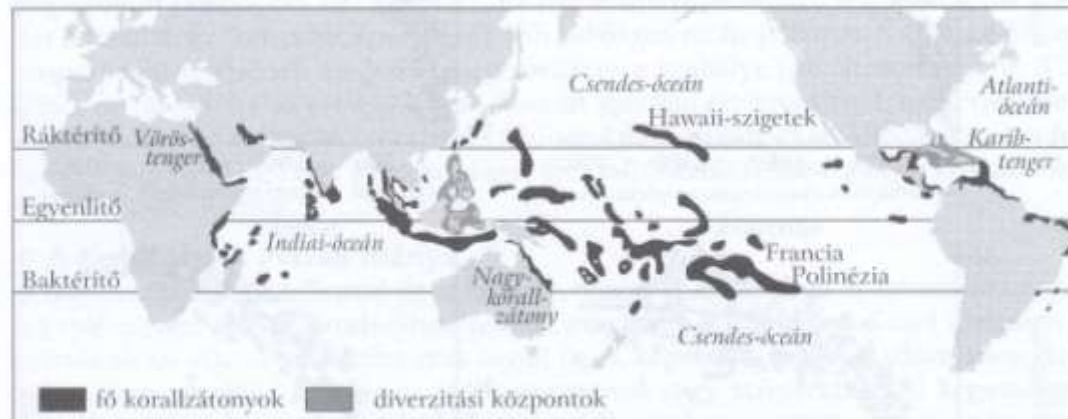 Csendes-óceán
Atlanti-
óceán
Hawaii-szigetek
Ráktérítő
Vörös-
tenger
Karib-
tenger
Egyenlítő
Indiai-óceán
Francia
Polinézia
Baktérítő
Nagy-
korall-
zátony
Csendes-óceán
fő korallzátonyok
diverzitási központok